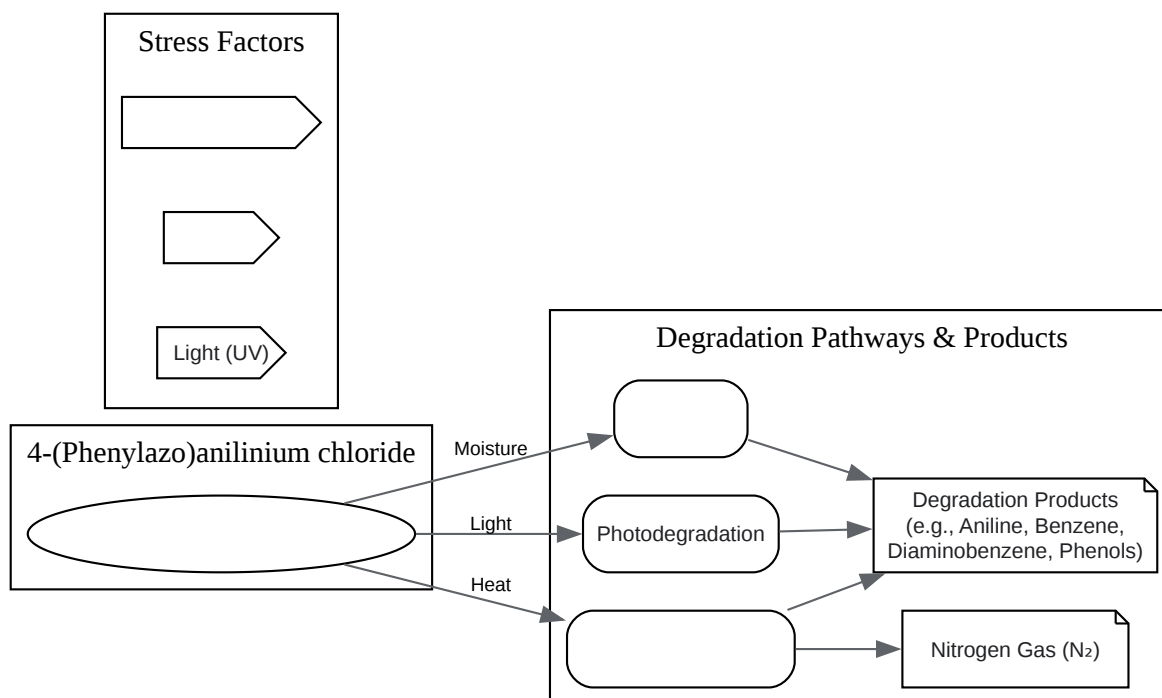 Stress Factors
Light (UV)
4-(Phenylazo)anilinium chloride
Moisture
Light
Heat
Degradation Pathways & Products
Photodegradation
Degradation Products
(e.g., Aniline, Benzene,
Diaminobenzene, Phenols)
Nitrogen Gas (N₂)